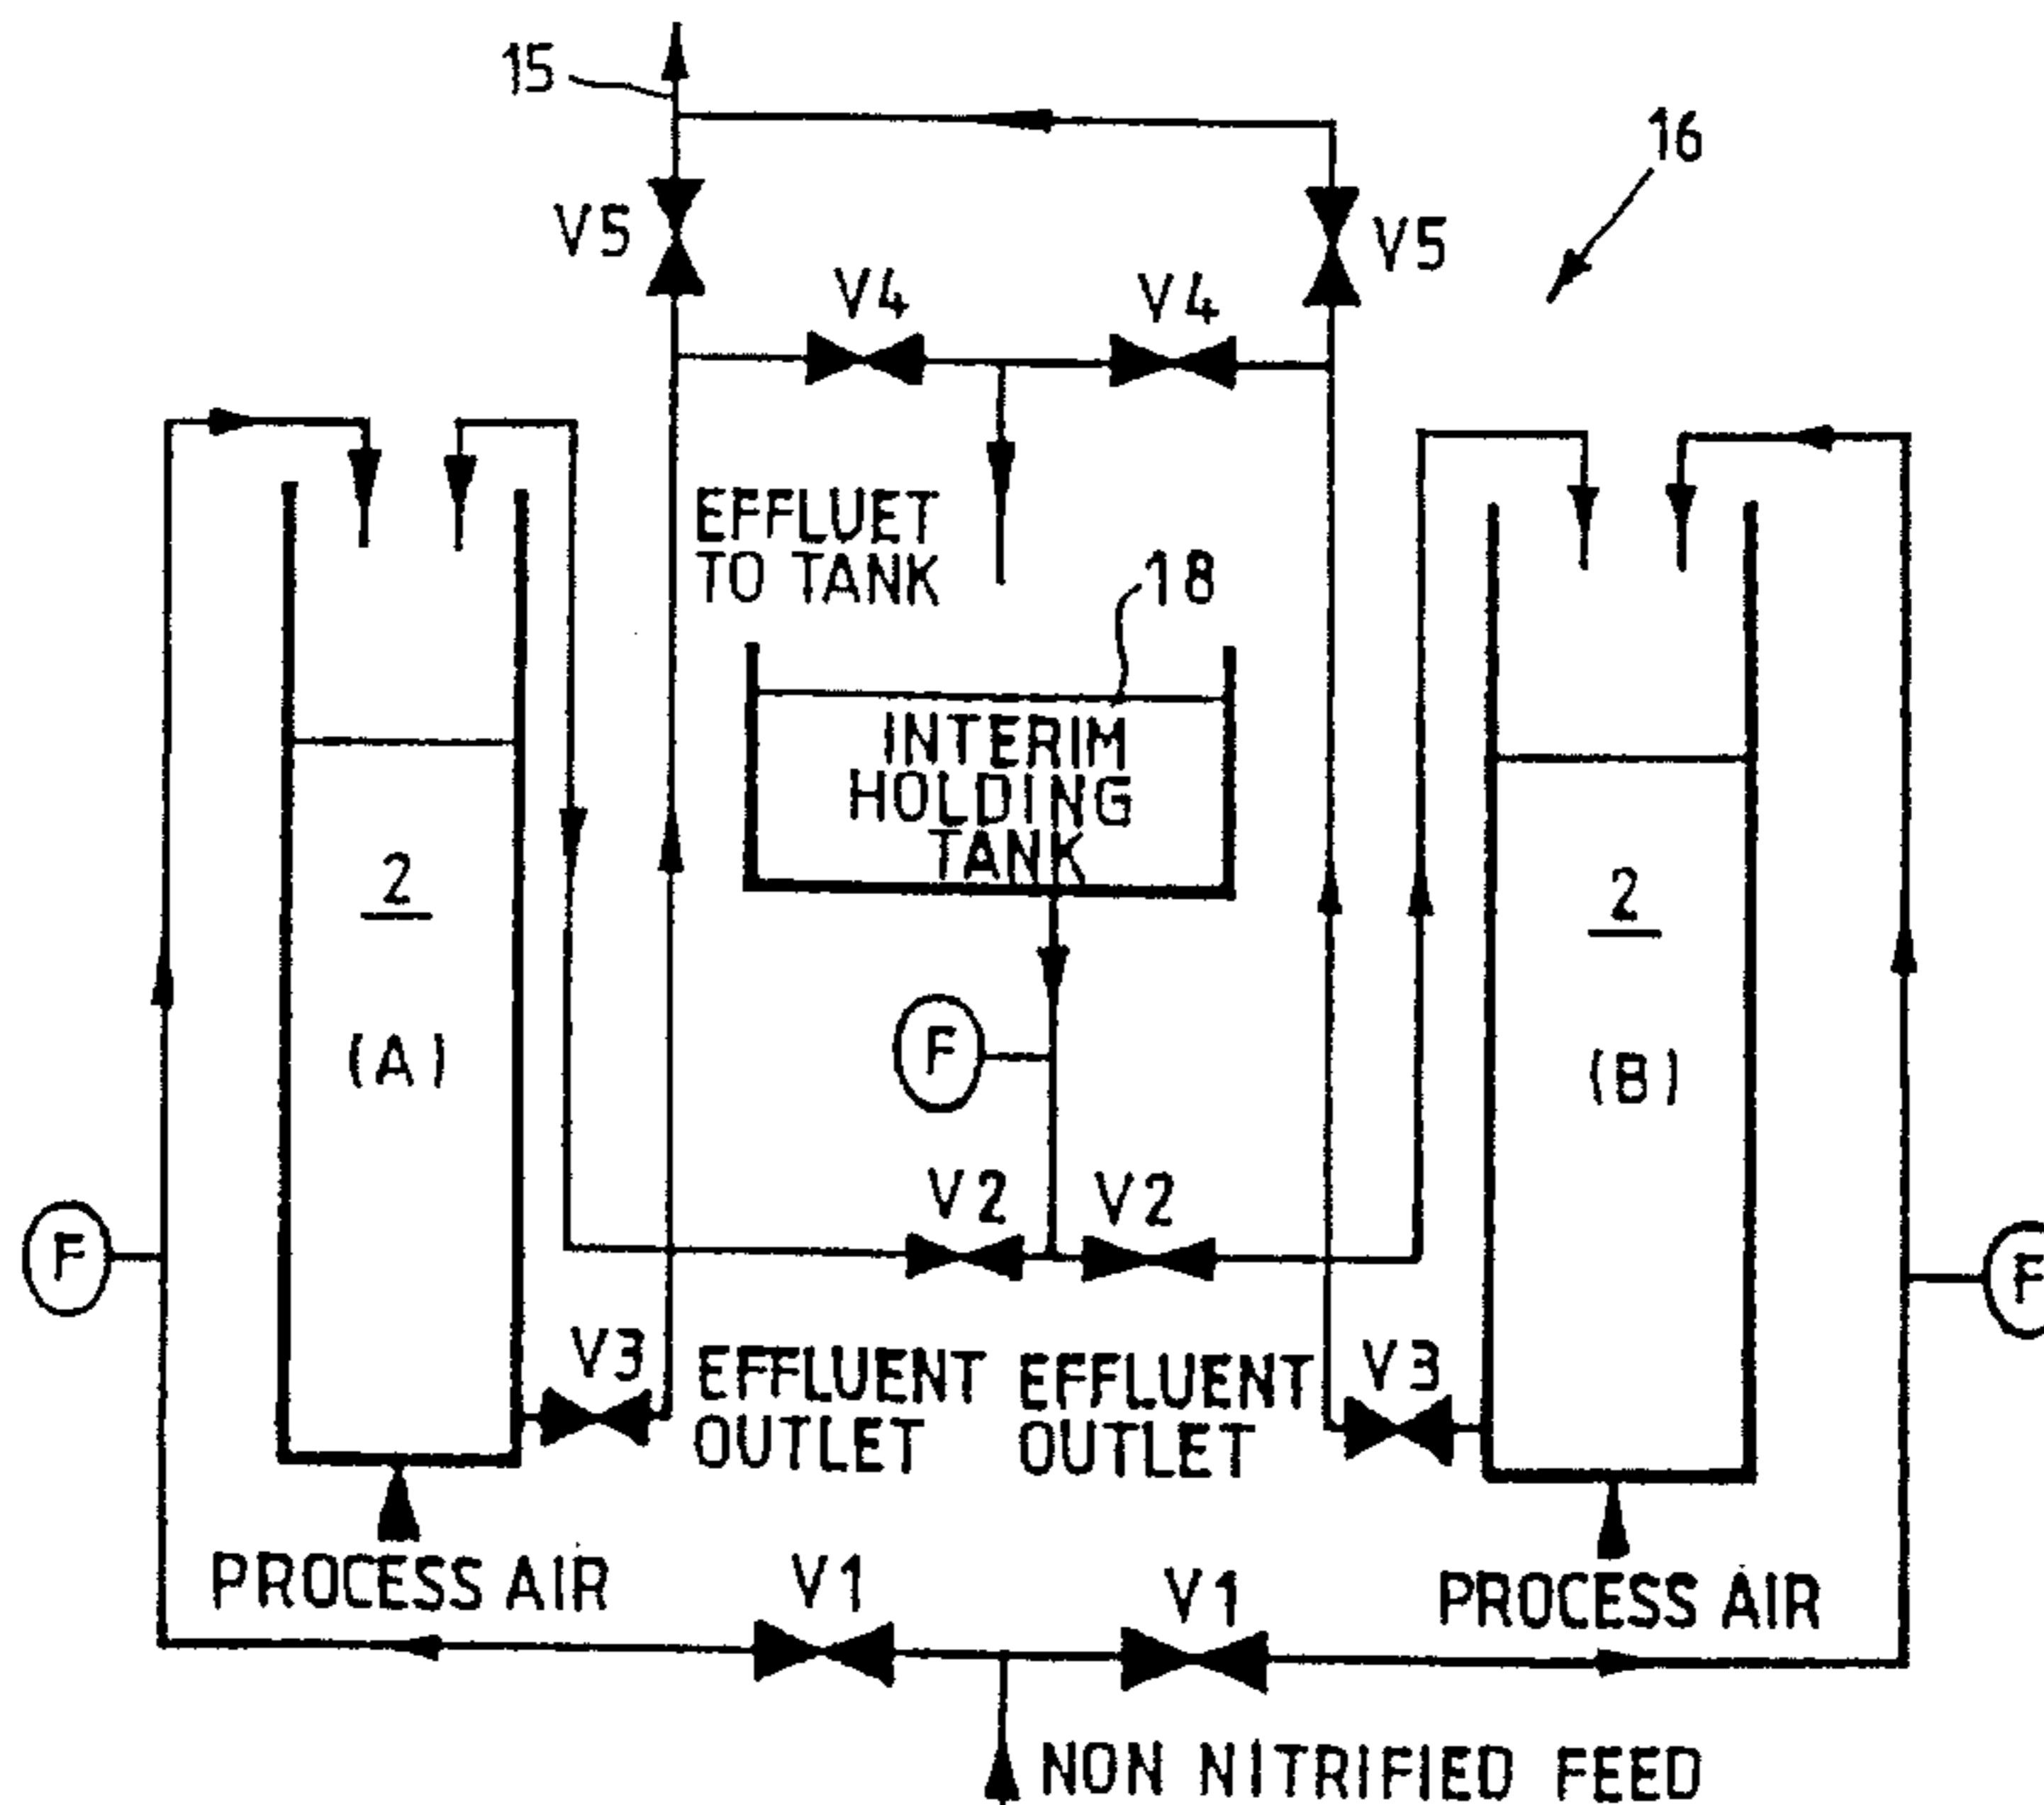 15
16
V5
V5
V4
V4
EFFLUET
TO TANK
18
INTERIM
HOLDING
TANK
2
2
(A)
(B)
F
V2
V2
F
F
V3
EFFLUENT
OUTLET
EFFLUENT
OUTLET
V3
PROCESS AIR
V1
V1
PROCESS AIR
NON NITRIFIED FEED